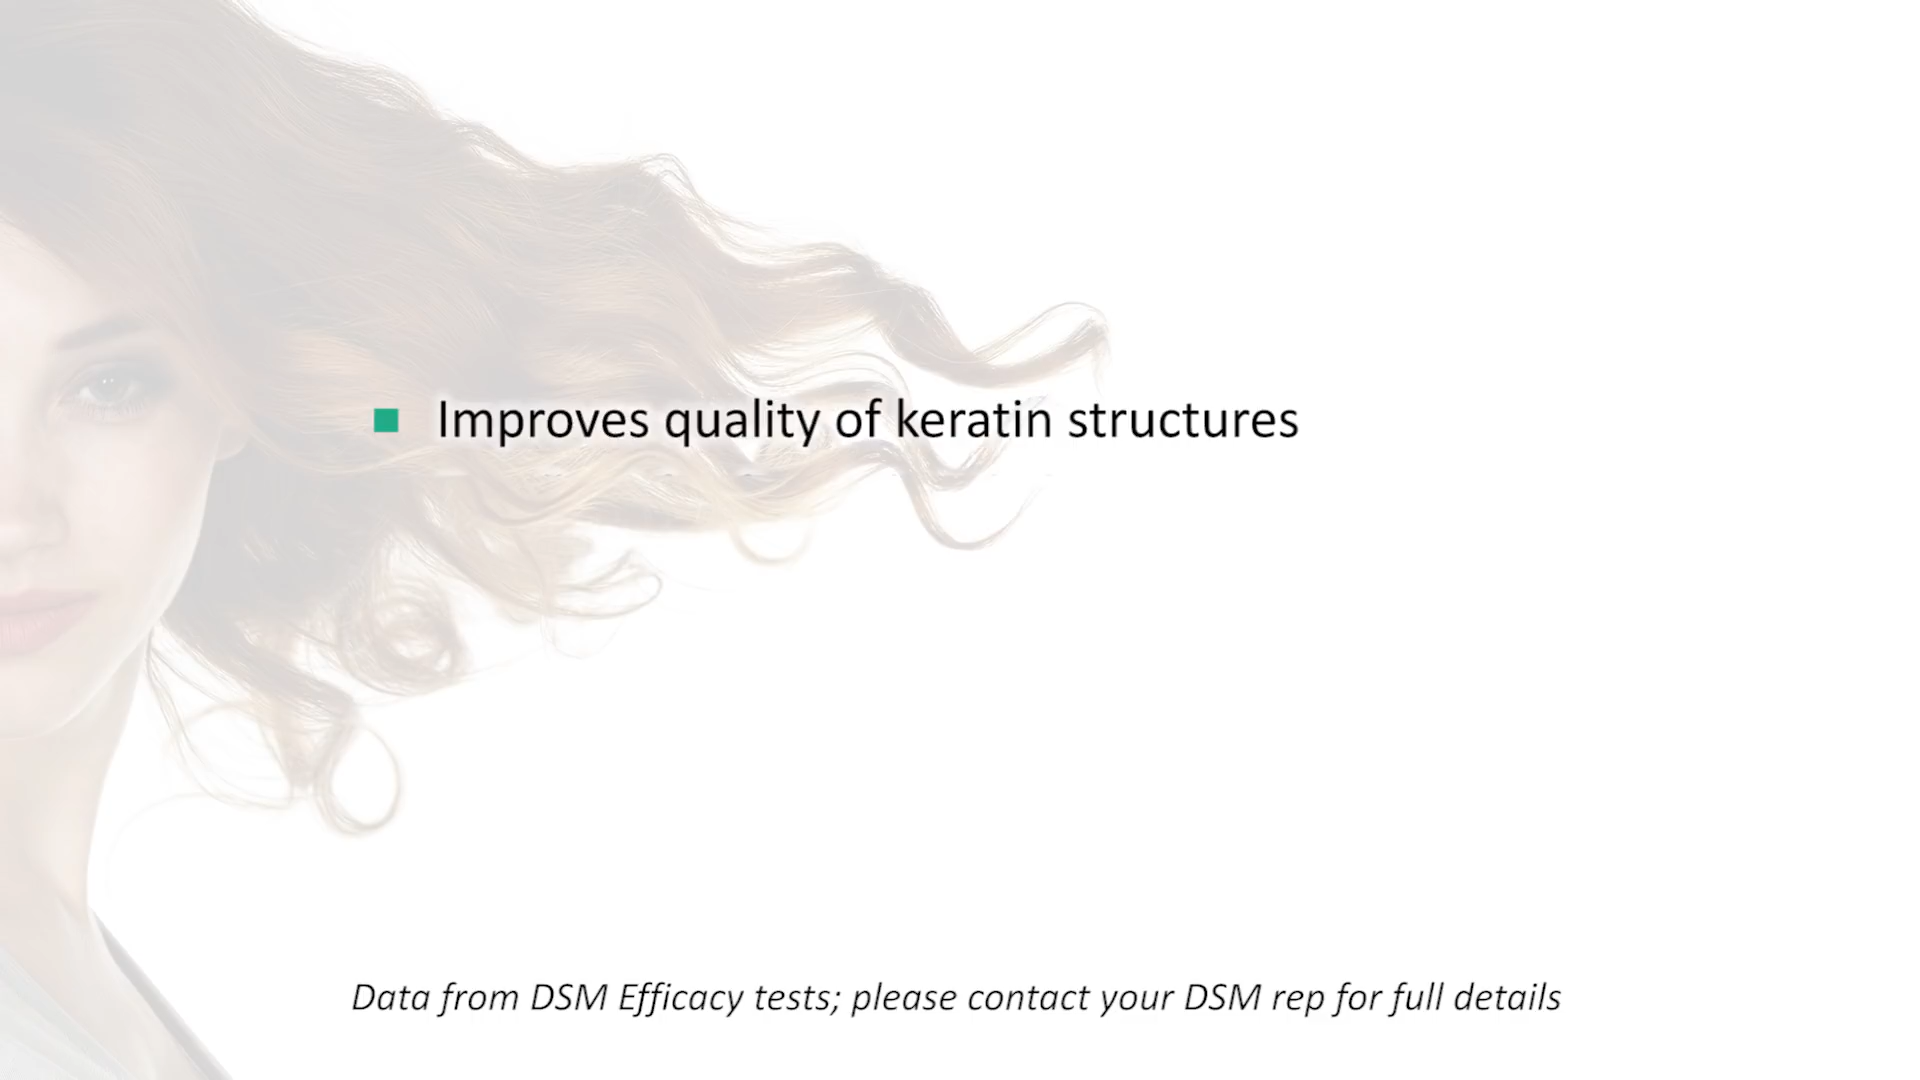 Improves quality of keratin structures
Data from DSM Efficacy tests; please contact your DSM rep for full details